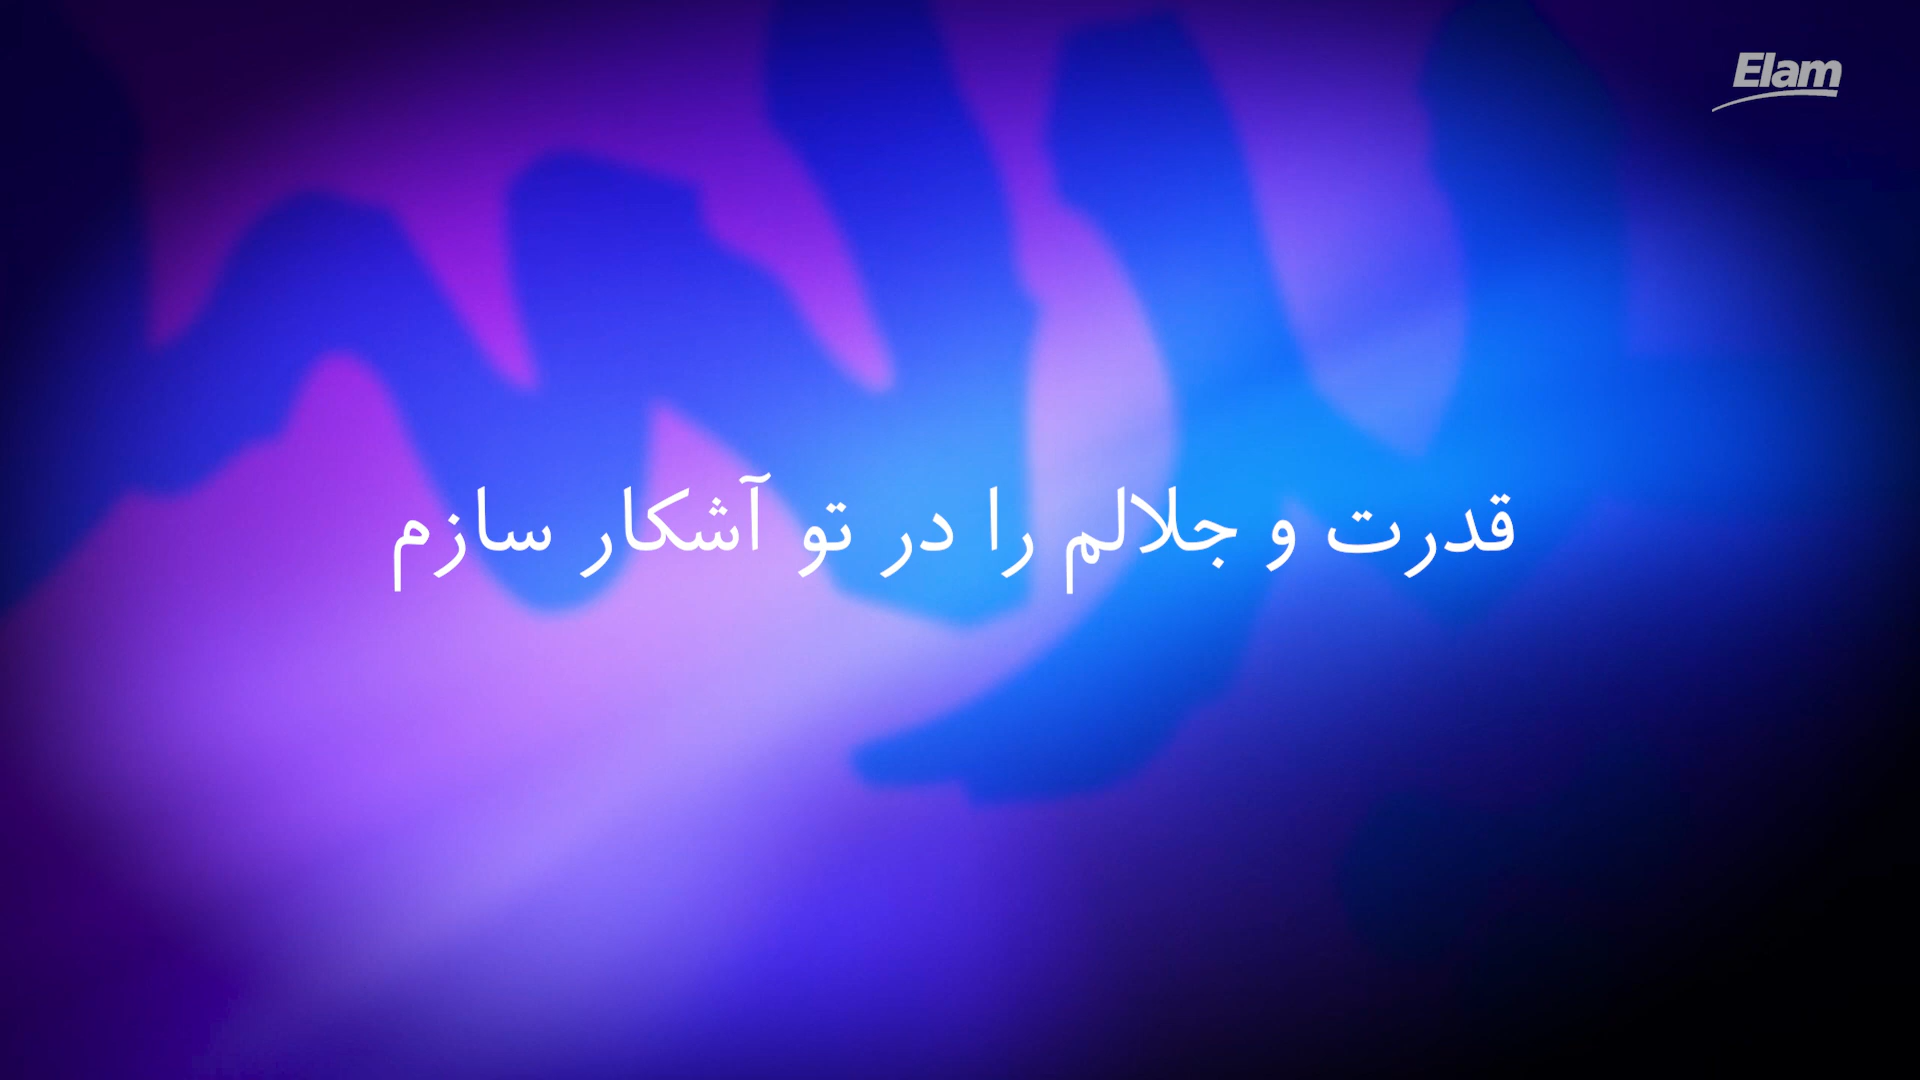 Elam
قدرت و جلالم را در تو آشکار سازم